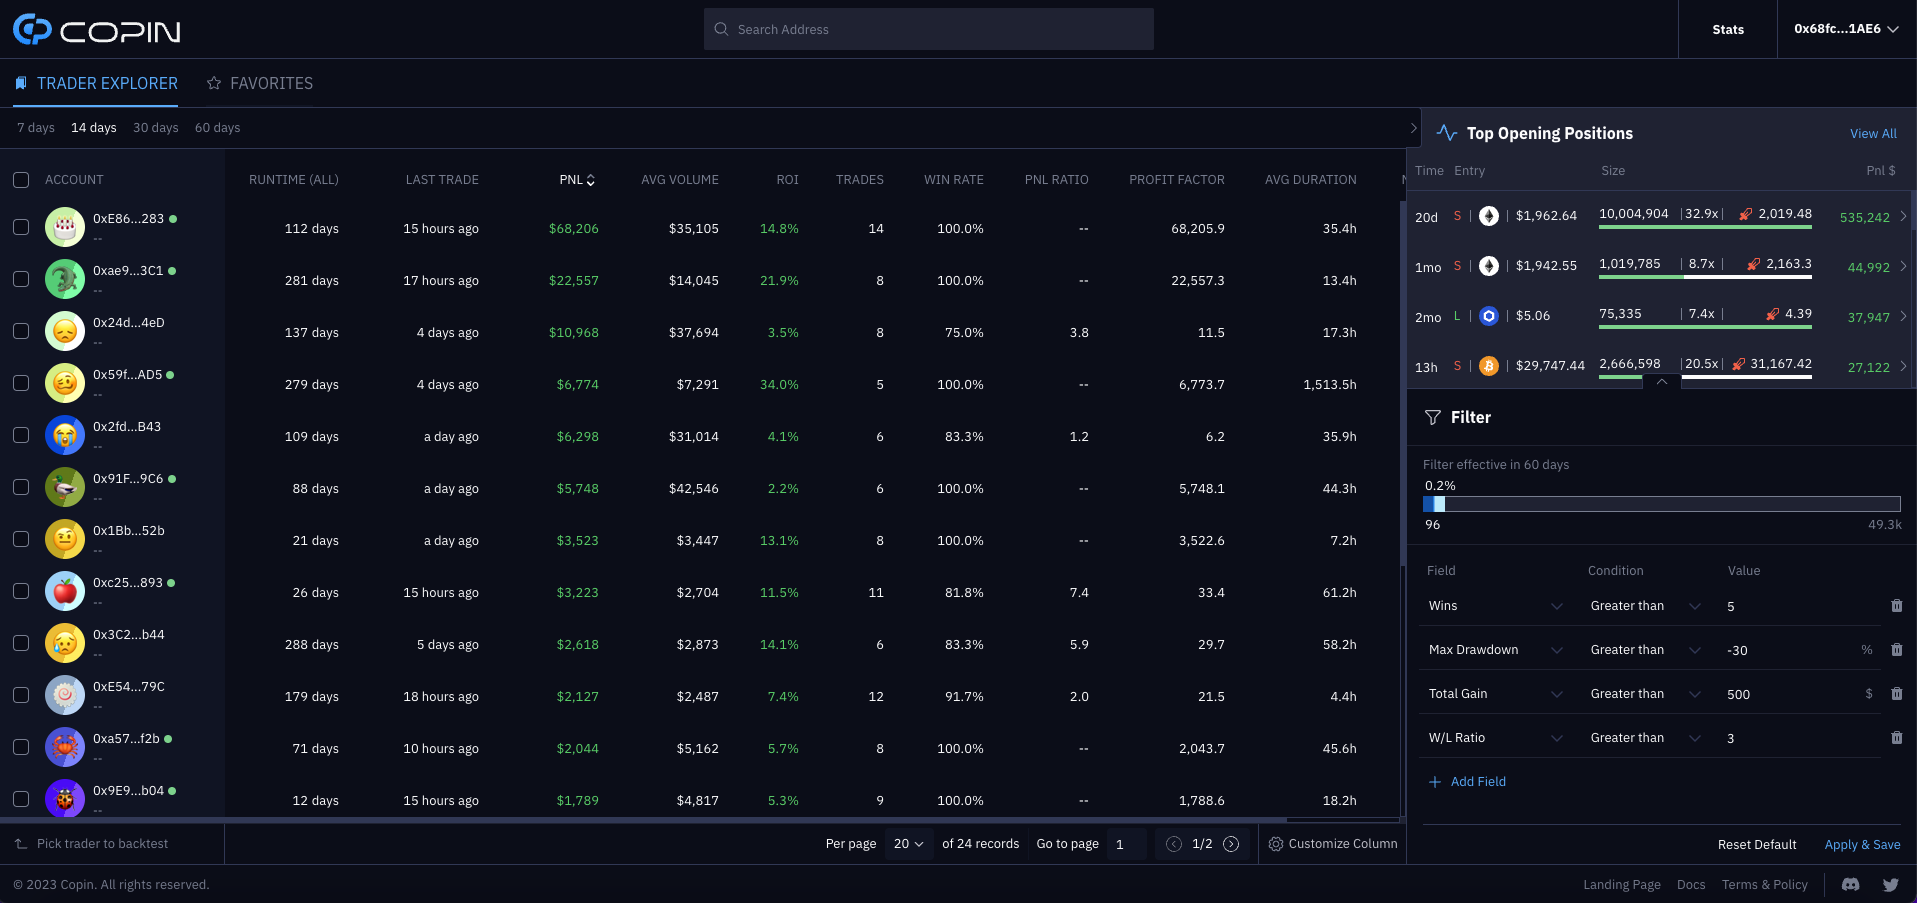 COPIN
Search Address
Stats
0x68fc...1AE6
TRADER EXPLORER
FAVORITES
7 days 14 days 30 days 60 days
ACCOUNT RUNTIME (ALL) LAST TRADE PNL AVG VOLUME ROI TRADES WIN RATE PNL RATIO PROFIT FACTOR AVG DURATION
0xE86...283 112 days 15 hours ago $68,206 $35,105 14.8% 14 100.0% -- 68,205.9 35.4h
--
0xae9...3C1 281 days 17 hours ago $22,557 $14,045 21.9% 8 100.0% -- 22,557.3 13.4h
--
0x24d...4eD 137 days 4 days ago $10,968 $37,694 3.5% 8 75.0% 3.8 11.5 17.3h
--
0x59f...AD5 279 days 4 days ago $6,774 $7,291 34.0% 5 100.0% -- 6,773.7 1,513.5h
--
0x2fd...B43 109 days a day ago $6,298 $31,014 4.1% 6 83.3% 1.2 6.2 35.9h
--
0x91F...9C6 88 days a day ago $5,748 $42,546 2.2% 6 100.0% -- 5,748.1 44.3h
--
0x1Bb...52b 21 days a day ago $3,523 $3,447 13.1% 8 100.0% -- 3,522.6 7.2h
--
0xc25...893 26 days 15 hours ago $3,223 $2,704 11.5% 11 81.8% 7.4 33.4 61.2h
--
0x3C2...b44 288 days 5 days ago $2,618 $2,873 14.1% 6 83.3% 5.9 29.7 58.2h
--
0xE54...79C 179 days 18 hours ago $2,127 $2,487 7.4% 12 91.7% 2.0 21.5 4.4h
--
0xa57...f2b 71 days 10 hours ago $2,044 $5,162 5.7% 8 100.0% -- 2,043.7 45.6h
--
0x9E9...b04 12 days 15 hours ago $1,789 $4,817 5.3% 9 100.0% -- 1,788.6 18.2h
Pick trader to backtest
Per page 20 of 24 records Go to page 1 1/2 Customize Column
Top Opening Positions View All
Time Entry Size Pnl $
20d S | | $1,962.64 10,004,904 |32.9x| 2,019.48 535,242
1mo S | | $1,942.55 1,019,785 | 8.7x | 2,163.3 44,992
2mo L | | $5.06 75,335 | 7.4x | 4.39 37,947
13h S | | $29,747.44 2,666,598 |20.5x| 31,167.42 27,122
Filter
Filter effective in 60 days
0.2%
96 49.3k
Field Condition Value
Wins Greater than 5
Max Drawdown Greater than -30 %
Total Gain Greater than 500 $
W/L Ratio Greater than 3
Add Field
Reset Default Apply & Save
© 2023 Copin. All rights reserved.
Landing Page Docs Terms & Policy